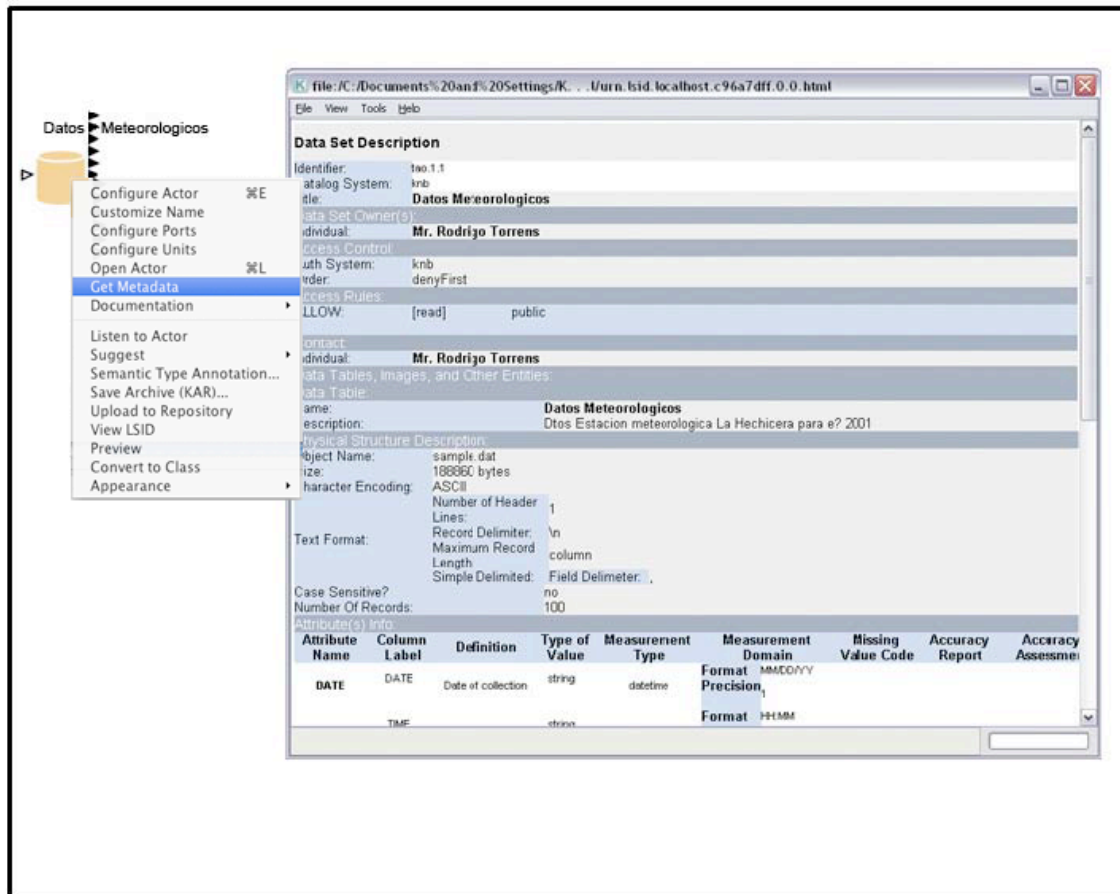 Datos Meteorologicos
Configure Actor ⌘E
Customize Name
Configure Ports
Configure Units
Open Actor ⌘L
Get Metadata
Documentation
Listen to Actor
Suggest
Semantic Type Annotation...
Save Archive (KAR)...
Upload to Repository
View LSID
Preview
Convert to Class
Appearance
file:/C:/Documents%20and%20Settings/K. . .l/urn.lsid.localhost.c96a7dff.0.0.html
File View Tools Help
Data Set Description
Identifier: tao.1.1
atalog System: knb
itle: Datos Meteorologicos
ata Set Owner(s):
dividual: Mr. Rodrigo Torrens
ccess Control:
uth System: knb
rder: denyFirst
ccess Rules:
LLOW: [read] public
ontact:
dividual: Mr. Rodrigo Torrens
ata Tables, Images, and Other Entities:
ata Table:
ame: Datos Meteorologicos
escription: Dtos Estacion meteorologica La Hechicera para e? 2001
hysical Structure Description:
bject Name: sample.dat
ize: 188860 bytes
haracter Encoding: ASCII
Text Format: Number of Header Lines: 1
Record Delimiter: \n
Maximum Record Length column
Simple Delimited: Field Delimeter: ,
Case Sensitive? no
Number Of Records: 100
Attribute(s) Info:
Attribute Name Column Label Definition Type of Value Measurement Type Measurement Domain Missing Value Code Accuracy Report Accuracy Assessme
DATE DATE Date of collection string datetime Format MM/DD/YY
Precision 1
TIME string Format HH:MM